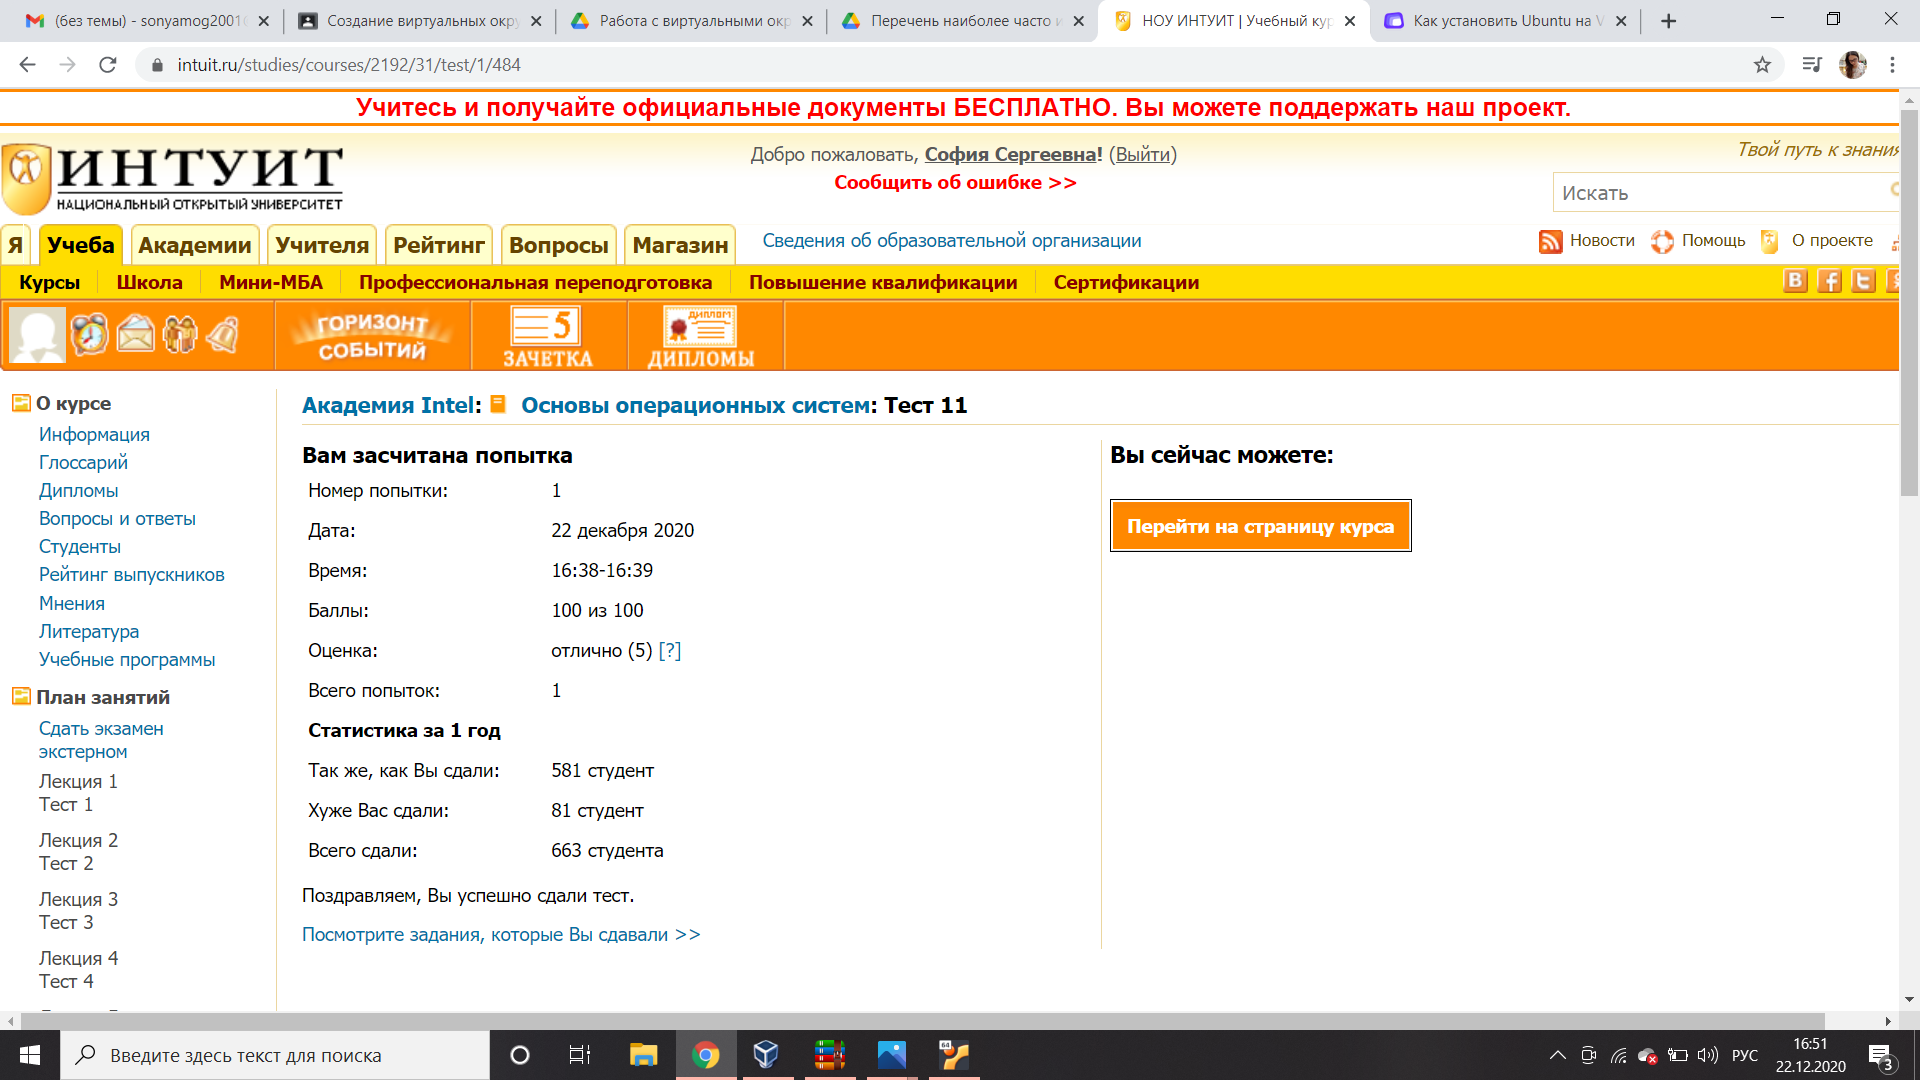 (без темы) - sonyamog2001
Создание виртуальных окру
Работа с виртуальными окр
Перечень наиболее часто и
НОУ ИНТУИТ | Учебный кур
Как установить Ubuntu на V
intuit.ru/studies/courses/2192/31/test/1/484
Учитесь и получайте официальные документы БЕСПЛАТНО. Вы можете поддержать наш проект.
ИНТУИТ
НАЦИОНАЛЬНЫЙ ОТКРЫТЫЙ УНИВЕРСИТЕТ
Добро пожаловать, София Сергеевна! (Выйти)
Сообщить об ошибке >>
Твой путь к знания
Искать
Я Учеба Академии Учителя Рейтинг Вопросы Магазин
Сведения об образовательной организации
Новости Помощь О проекте
Курсы Школа Мини-МБА Профессиональная переподготовка Повышение квалификации Сертификации
ГОРИЗОНТ
СОБЫТИЙ
5
ЗАЧЕТКА
ДИПЛОМ
ДИПЛОМЫ
О курсе
Информация
Глоссарий
Дипломы
Вопросы и ответы
Студенты
Рейтинг выпускников
Мнения
Литература
Учебные программы
План занятий
Сдать экзамен
экстерном
Лекция 1
Тест 1
Лекция 2
Тест 2
Лекция 3
Тест 3
Лекция 4
Тест 4
Академия Intel: Основы операционных систем: Тест 11
Вам засчитана попытка
Номер попытки: 1
Дата: 22 декабря 2020
Время: 16:38-16:39
Баллы: 100 из 100
Оценка: отлично (5) [?]
Всего попыток: 1
Статистика за 1 год
Так же, как Вы сдали: 581 студент
Хуже Вас сдали: 81 студент
Всего сдали: 663 студента
Поздравляем, Вы успешно сдали тест.
Посмотрите задания, которые Вы сдавали >>
Вы сейчас можете:
Перейти на страницу курса
Введите здесь текст для поиска
64
РУС
16:51
22.12.2020
3